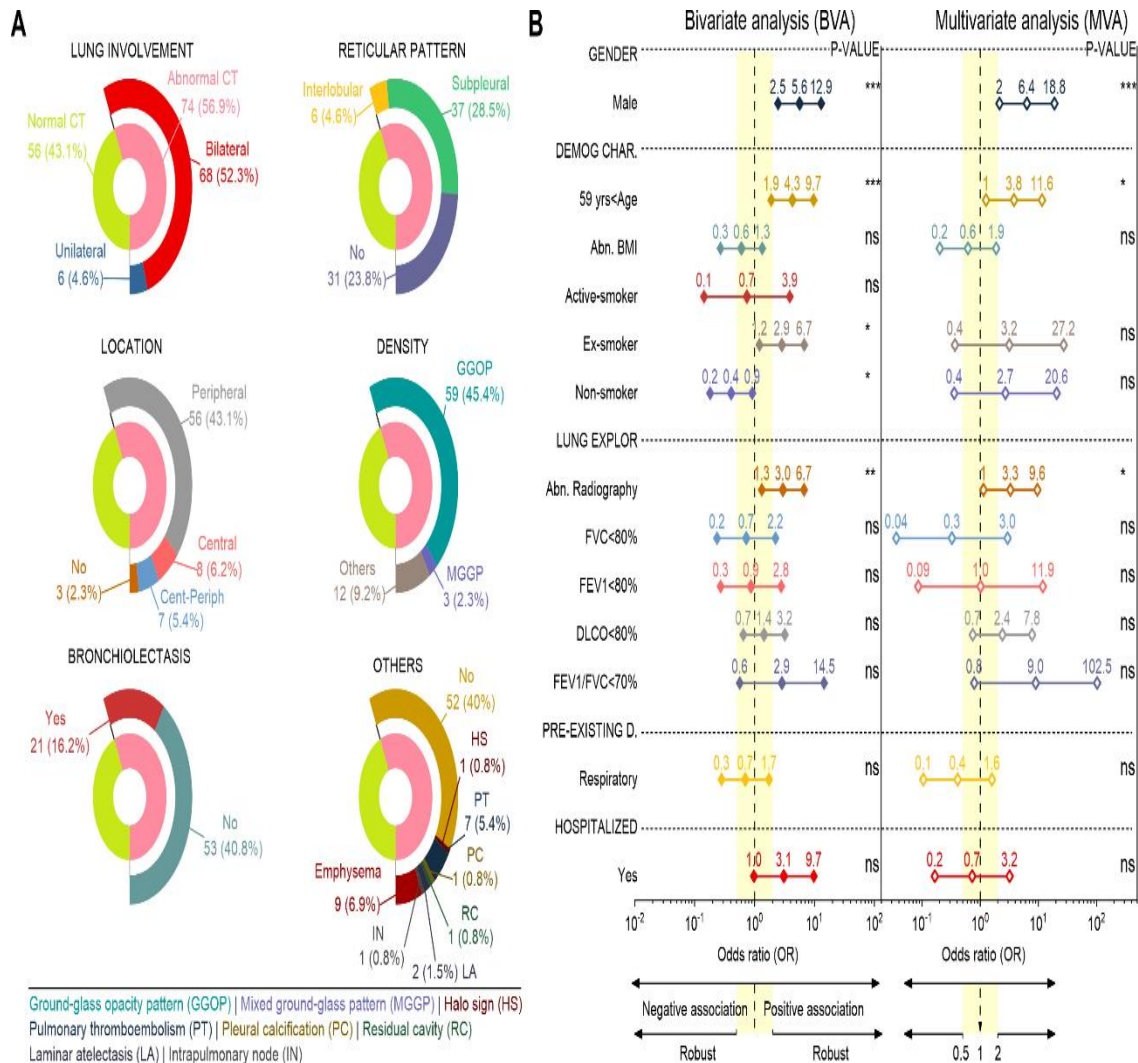 A
LUNG INVOLVEMENT
Abnormal CT
74 (56.9%)
Normal CT
56 (43.1%)
Bilateral
68 (52.3%)
Unilateral
6 (4.6%)
RETICULAR PATTERN
Interlobular
6 (4.6%)
Subpleural
37 (28.5%)
No
31 (23.8%)
LOCATION
Peripheral
56 (43.1%)
Central
8 (6.2%)
No
3 (2.3%)
Cent-Periph
7 (5.4%)
DENSITY
GGOP
59 (45.4%)
Others
12 (9.2%)
MGGP
3 (2.3%)
BRONCHIOLECTASIS
Yes
21 (16.2%)
No
53 (40.8%)
OTHERS
No
52 (40%)
HS
1 (0.8%)
PT
7 (5.4%)
PC
1 (0.8%)
Emphysema
9 (6.9%)
RC
1 (0.8%)
IN
1 (0.8%)
2 (1.5%) LA
Ground-glass opacity pattern (GGOP) | Mixed ground-glass pattern (MGGP) | Halo sign (HS)
Pulmonary thromboembolism (PT) | Pleural calcification (PC) | Residual cavity (RC)
Laminar atelectasis (LA) | Intrapulmonary node (IN)
B
Bivariate analysis (BVA) Multivariate analysis (MVA)
GENDER P-VALUE P-VALUE
Male 2.5 5.6 12.9 *** 2 6.4 18.8 ***
DEMOG CHAR.
59 yrs<Age 1.9 4.3 9.7 *** 1 3.8 11.6 *
Abn. BMI 0.3 0.6 1.3 ns 0.2 0.6 1.9 ns
Active-smoker 0.1 0.7 3.9 ns
Ex-smoker 1.2 2.9 6.7 * 0.4 3.2 27.2 ns
Non-smoker 0.2 0.4 0.9 * 0.4 2.7 20.6 ns
LUNG EXPLOR
Abn. Radiography 1.3 3.0 6.7 ** 1 3.3 9.6 *
FVC<80% 0.2 0.7 2.2 ns 0.04 0.3 3.0 ns
FEV1<80% 0.3 0.9 2.8 ns 0.09 1.0 11.9 ns
DLCO<80% 0.7 1.4 3.2 ns 0.7 2.4 7.8 ns
FEV1/FVC<70% 0.6 2.9 14.5 ns 0.8 9.0 102.5 ns
PRE-EXISTING D.
Respiratory 0.3 0.7 1.7 ns 0.1 0.4 1.6 ns
HOSPITALIZED
Yes 1.0 3.1 9.7 ns 0.2 0.7 3.2 ns
10⁻² 10⁻¹ 10⁰ 10¹ 10² 10⁻¹ 10⁰ 10¹ 10²
Odds ratio (OR) Odds ratio (OR)
Negative association Positive association
Robust Robust 0.5 1 2